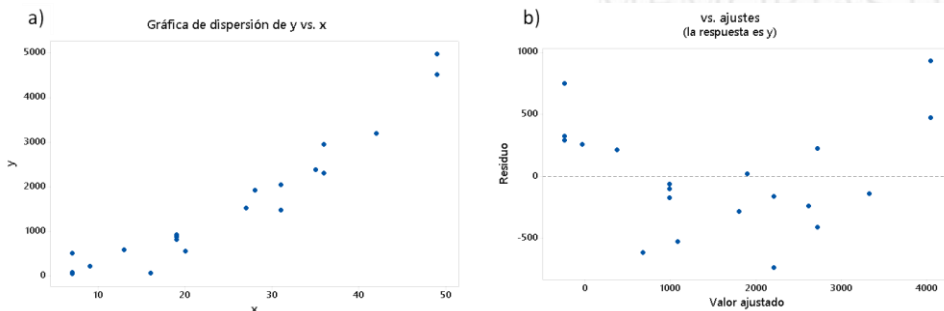 a)
Gráfica de dispersión de y vs. x
5000
4000
3000
2000
1000
0
y
10
20
30
40
50
x
b)
vs. ajustes
(la respuesta es y)
1000
500
0
-500
Residuo
0
1000
2000
3000
4000
Valor ajustado